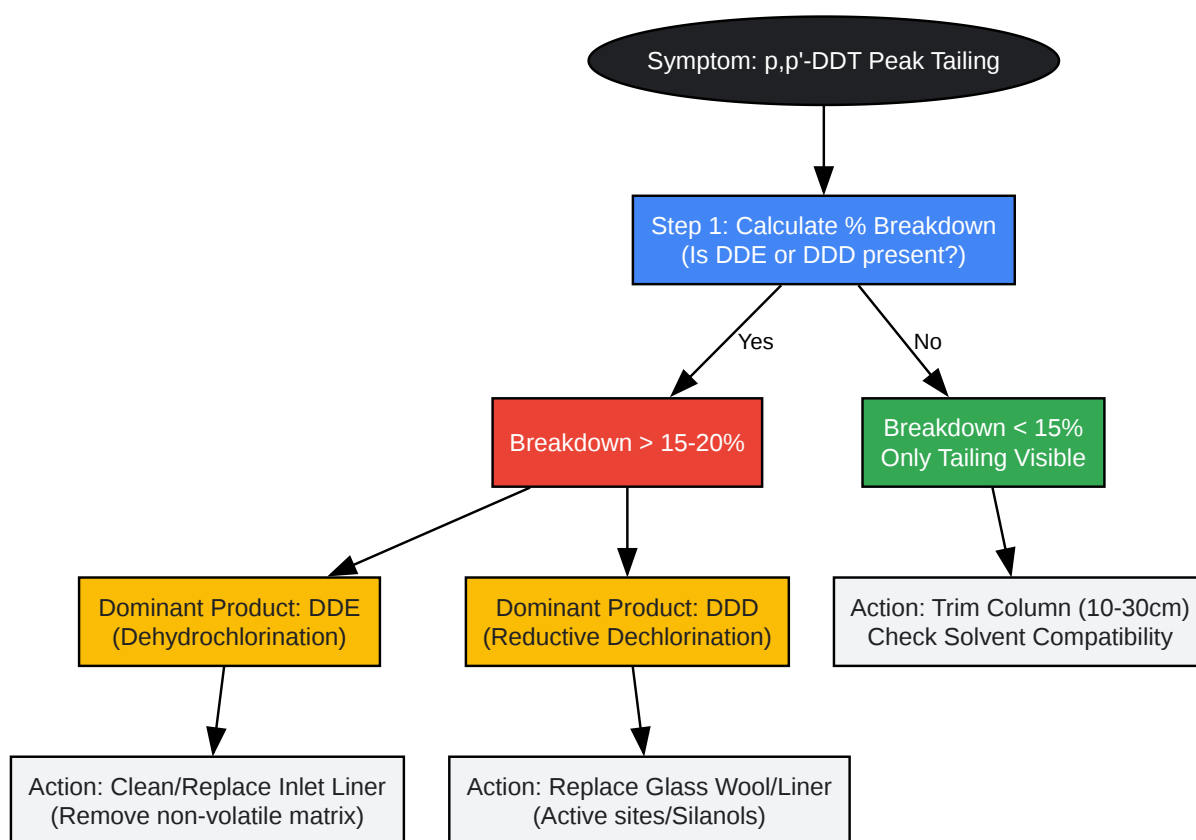 Symptom: p,p'-DDT Peak Tailing
Step 1: Calculate % Breakdown
(Is DDE or DDD present?)
Yes
No
Breakdown > 15-20%
Breakdown < 15%
Only Tailing Visible
Dominant Product: DDE
(Dehydrochlorination)
Dominant Product: DDD
(Reductive Dechlorination)
Action: Trim Column (10-30cm)
Check Solvent Compatibility
Action: Clean/Replace Inlet Liner
(Remove non-volatile matrix)
Action: Replace Glass Wool/Liner
(Active sites/Silanols)